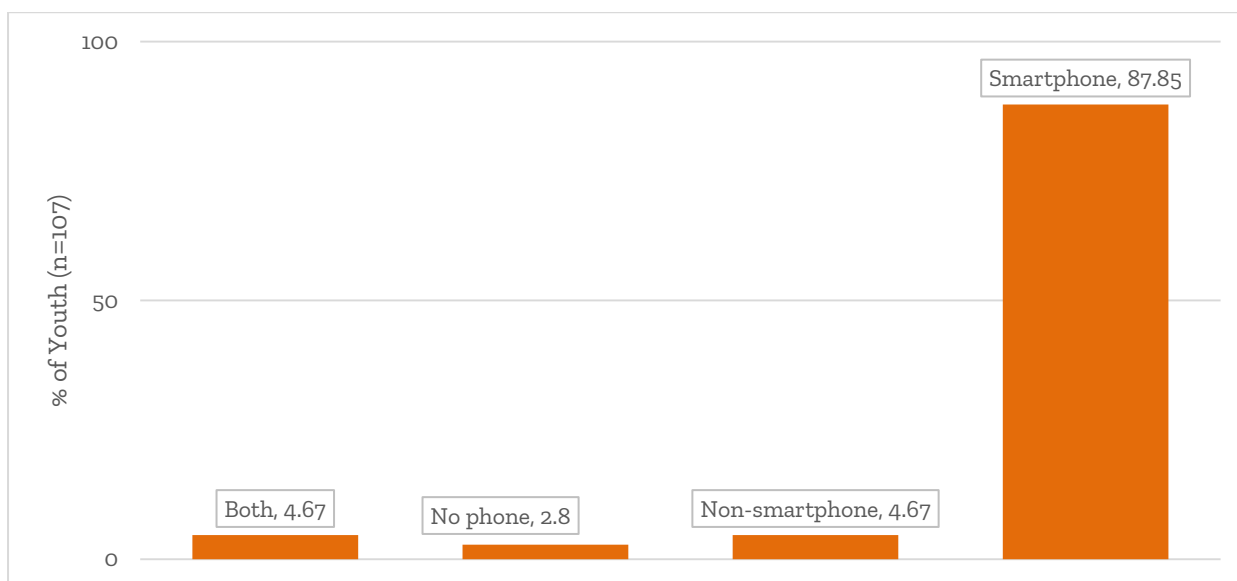 100
Smartphone, 87.85
% of Youth (n=107)
50
Both, 4.67
No phone, 2.8
Non-smartphone, 4.67
0